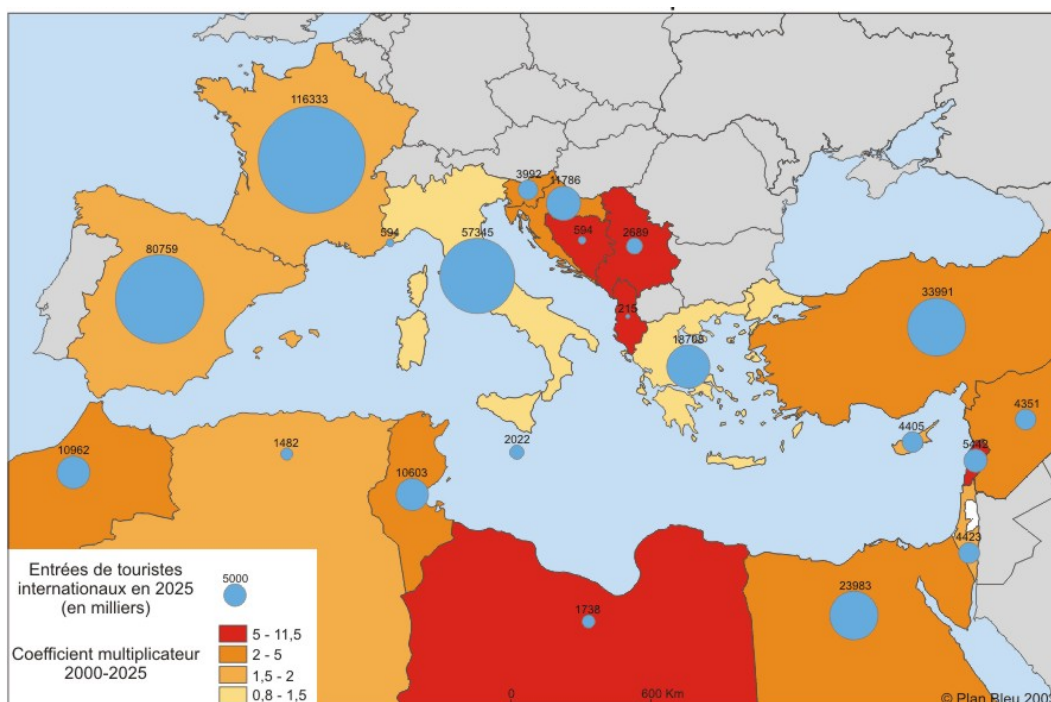 116333
3992
11786
594
57345
594
2689
80759
215
33991
18768
4351
4405
5442
10962
1482
2022
10603
4423
23983
1738
Entrées de touristes
internationaux en 2025
(en milliers)
5000
Coefficient multiplicateur
2000-2025
5 - 11,5
2 - 5
1,5 - 2
0,8 - 1,5
0 600 Km
© Plan Bleu